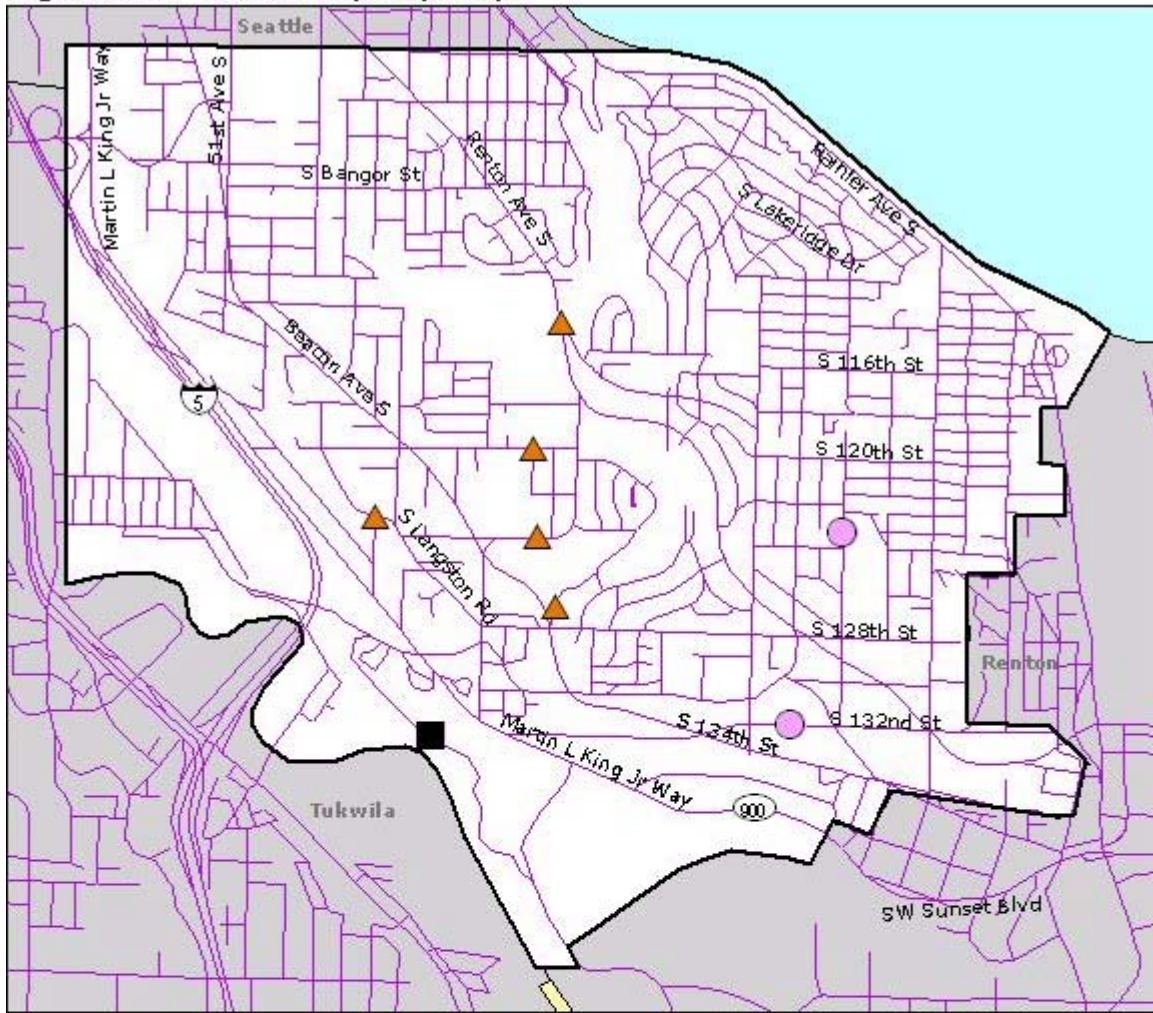 Seattle
Martin L King Jr Way
51st Ave S
S Bangor St
Renton Ave S
Rainier Ave S
S Lakeridge Dr
Beacon Ave S
S 116th St
5
S 120th St
S Langston Rd
S 128th St
Renton
S 132nd St
S 134th St
Martin L King Jr Way
900
Tukwila
SW Sunset Blvd